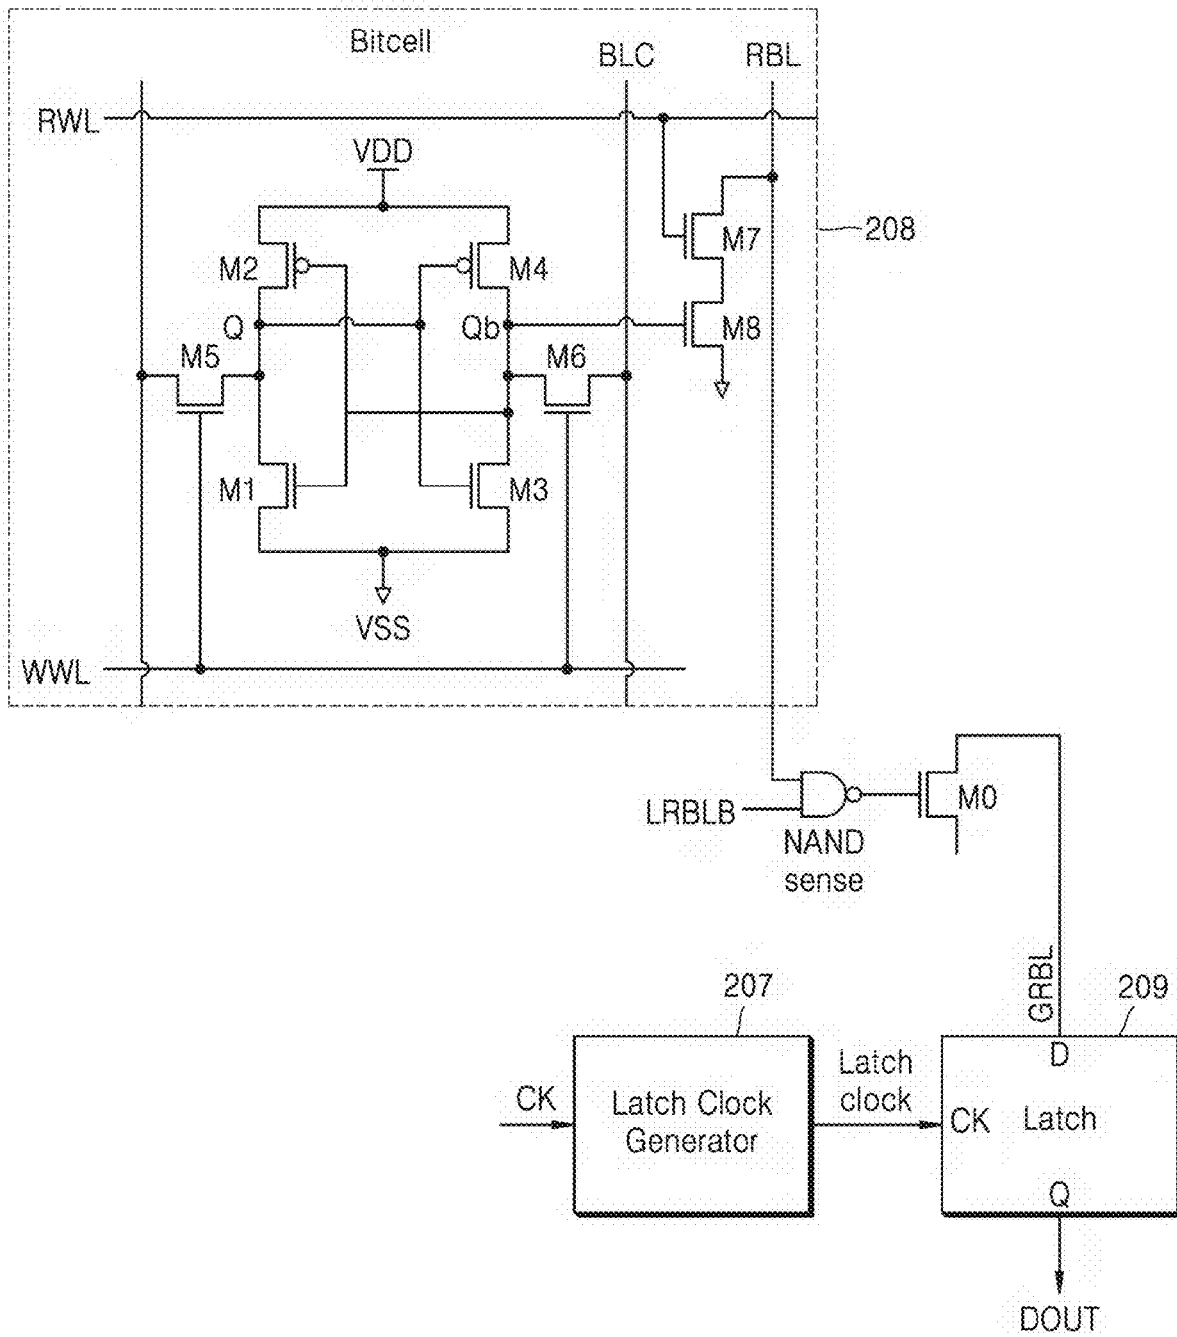 Bitcell
BLC
RBL
RWL
VDD
208
M2
M4
M7
Q
Qb
M8
M5
M6
M1
M3
VSS
WWL
LRBLB
M0
NAND
sense
GRBL
207
209
D
CK
Latch Clock
Generator
Latch
clock
CK
Latch
Q
DOUT